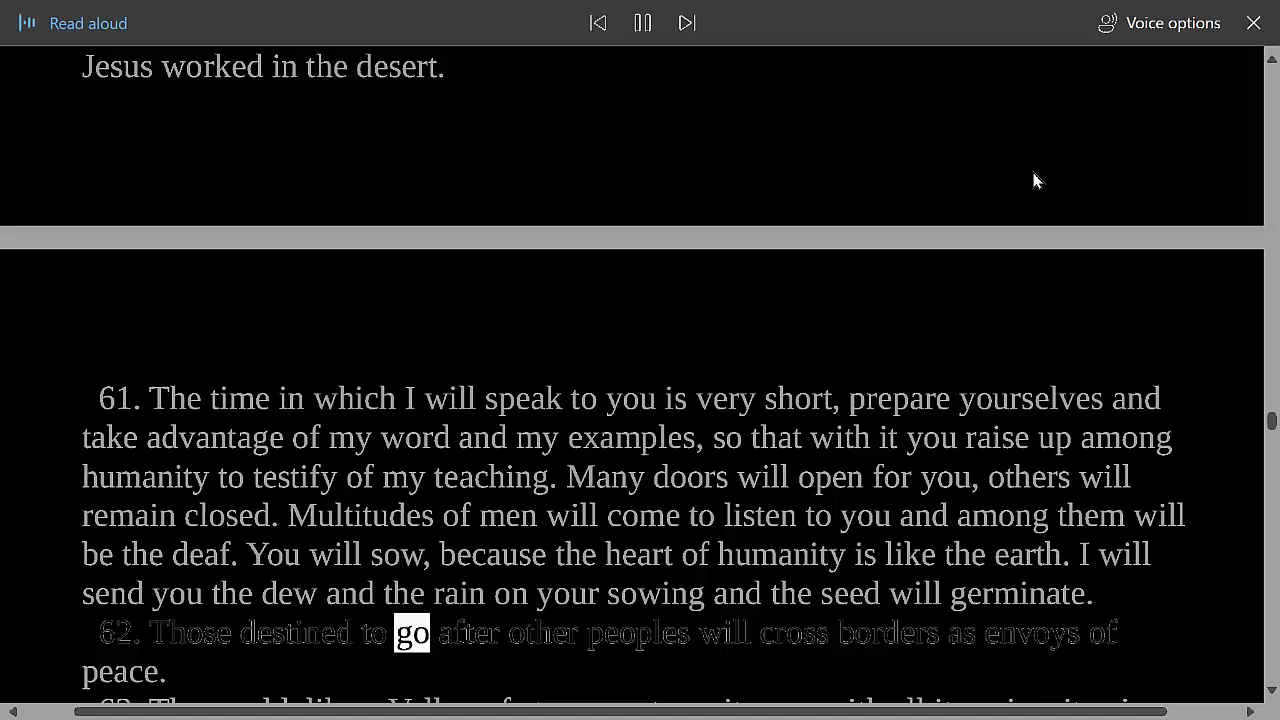 Read aloud
Voice options
Jesus worked in the desert.
61. The time in which I will speak to you is very short, prepare yourselves and
take advantage of my word and my examples, so that with it you raise up among
humanity to testify of my teaching. Many doors will open for you, others will
remain closed. Multitudes of men will come to listen to you and among them will
be the deaf. You will sow, because the heart of humanity is like the earth. I will
send you the dew and the rain on your sowing and the seed will germinate.
62. Those destined to go after other peoples will cross borders as envoys of
peace.